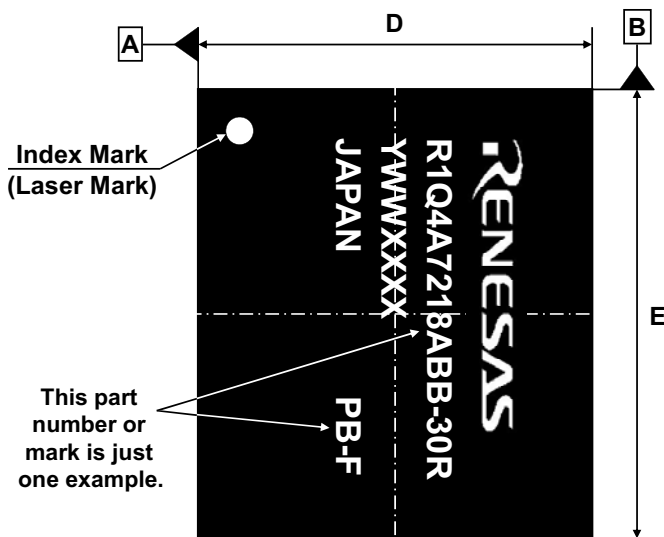 A
D
B
Index Mark
(Laser Mark)
RENESAS
R1Q4A7218ABB-30R
YWWXXXX
JAPAN
PB-F
E
This part
number or
mark is just
one example.